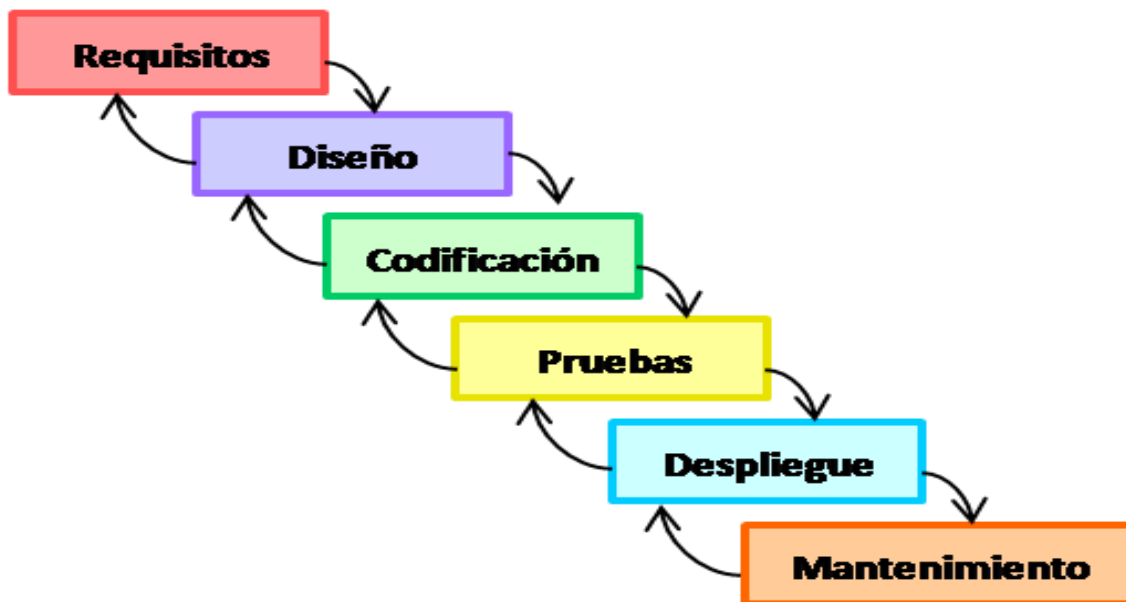 Requisitos
Diseño
Codificación
Pruebas
Despliegue
Mantenimiento